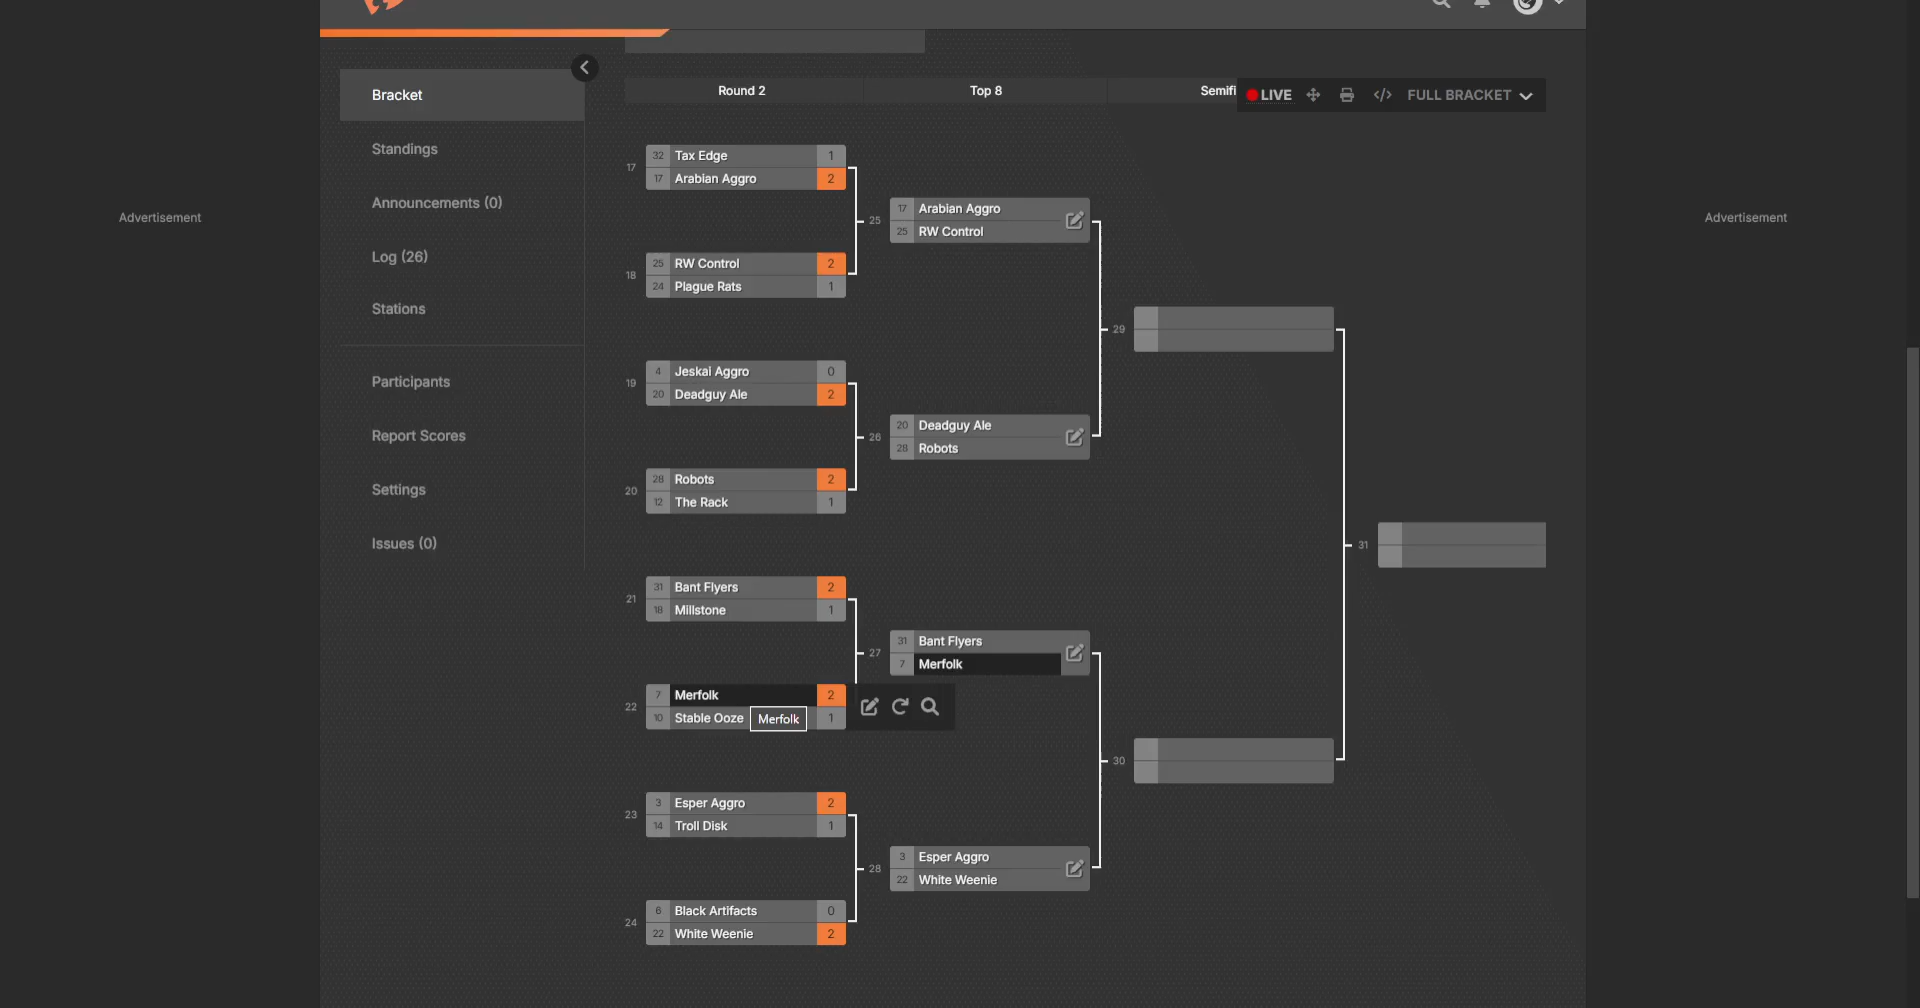 Bracket
Standings
Announcements (0)
Log (26)
Stations
Participants
Report Scores
Settings
Issues (0)
Advertisement
Advertisement
Round 2
Top 8
Semifi
LIVE
</>
FULL BRACKET
17
32 Tax Edge 1
17 Arabian Aggro 2
18
25 RW Control 2
24 Plague Rats 1
19
4 Jeskai Aggro 0
20 Deadguy Ale 2
20
28 Robots 2
12 The Rack 1
21
31 Bant Flyers 2
18 Millstone 1
22
7 Merfolk 2
10 Stable Ooze 1
Merfolk
23
3 Esper Aggro 2
14 Troll Disk 1
24
6 Black Artifacts 0
22 White Weenie 2
25
17 Arabian Aggro
25 RW Control
26
20 Deadguy Ale
28 Robots
27
31 Bant Flyers
7 Merfolk
28
3 Esper Aggro
22 White Weenie
29
30
31